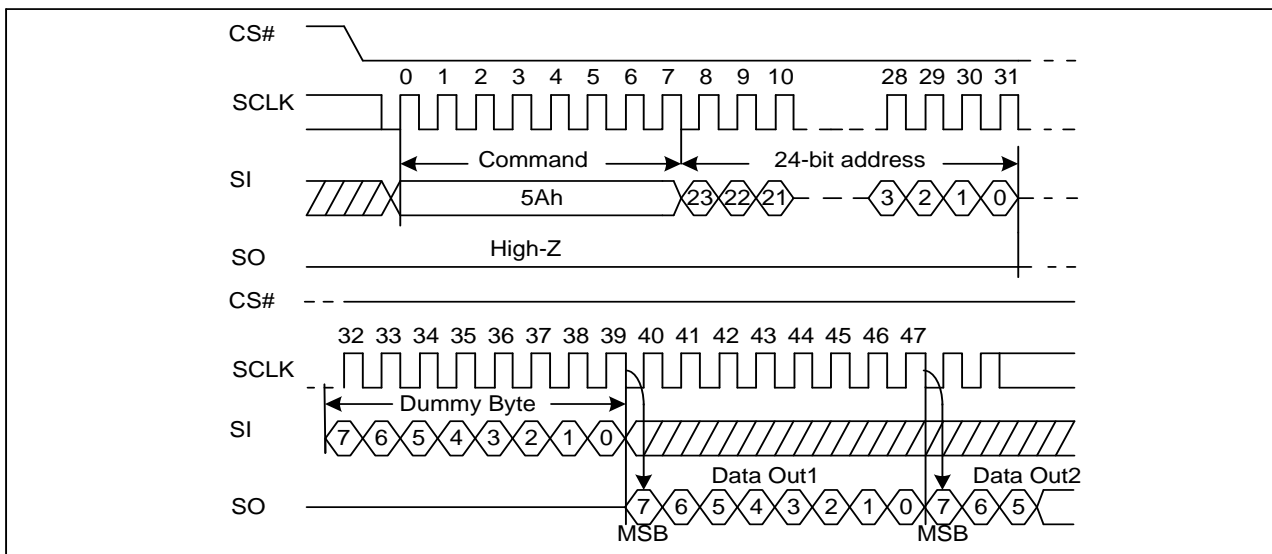 CS#
0 1 2 3 4 5 6 7 8 9 10 28 29 30 31
SCLK
Command 24-bit address
SI
5Ah 23 22 21 3 2 1 0
High-Z
SO
CS#
32 33 34 35 36 37 38 39 40 41 42 43 44 45 46 47
SCLK
Dummy Byte
SI
7 6 5 4 3 2 1 0
Data Out1 Data Out2
SO
7 6 5 4 3 2 1 0 7 6 5
MSB MSB